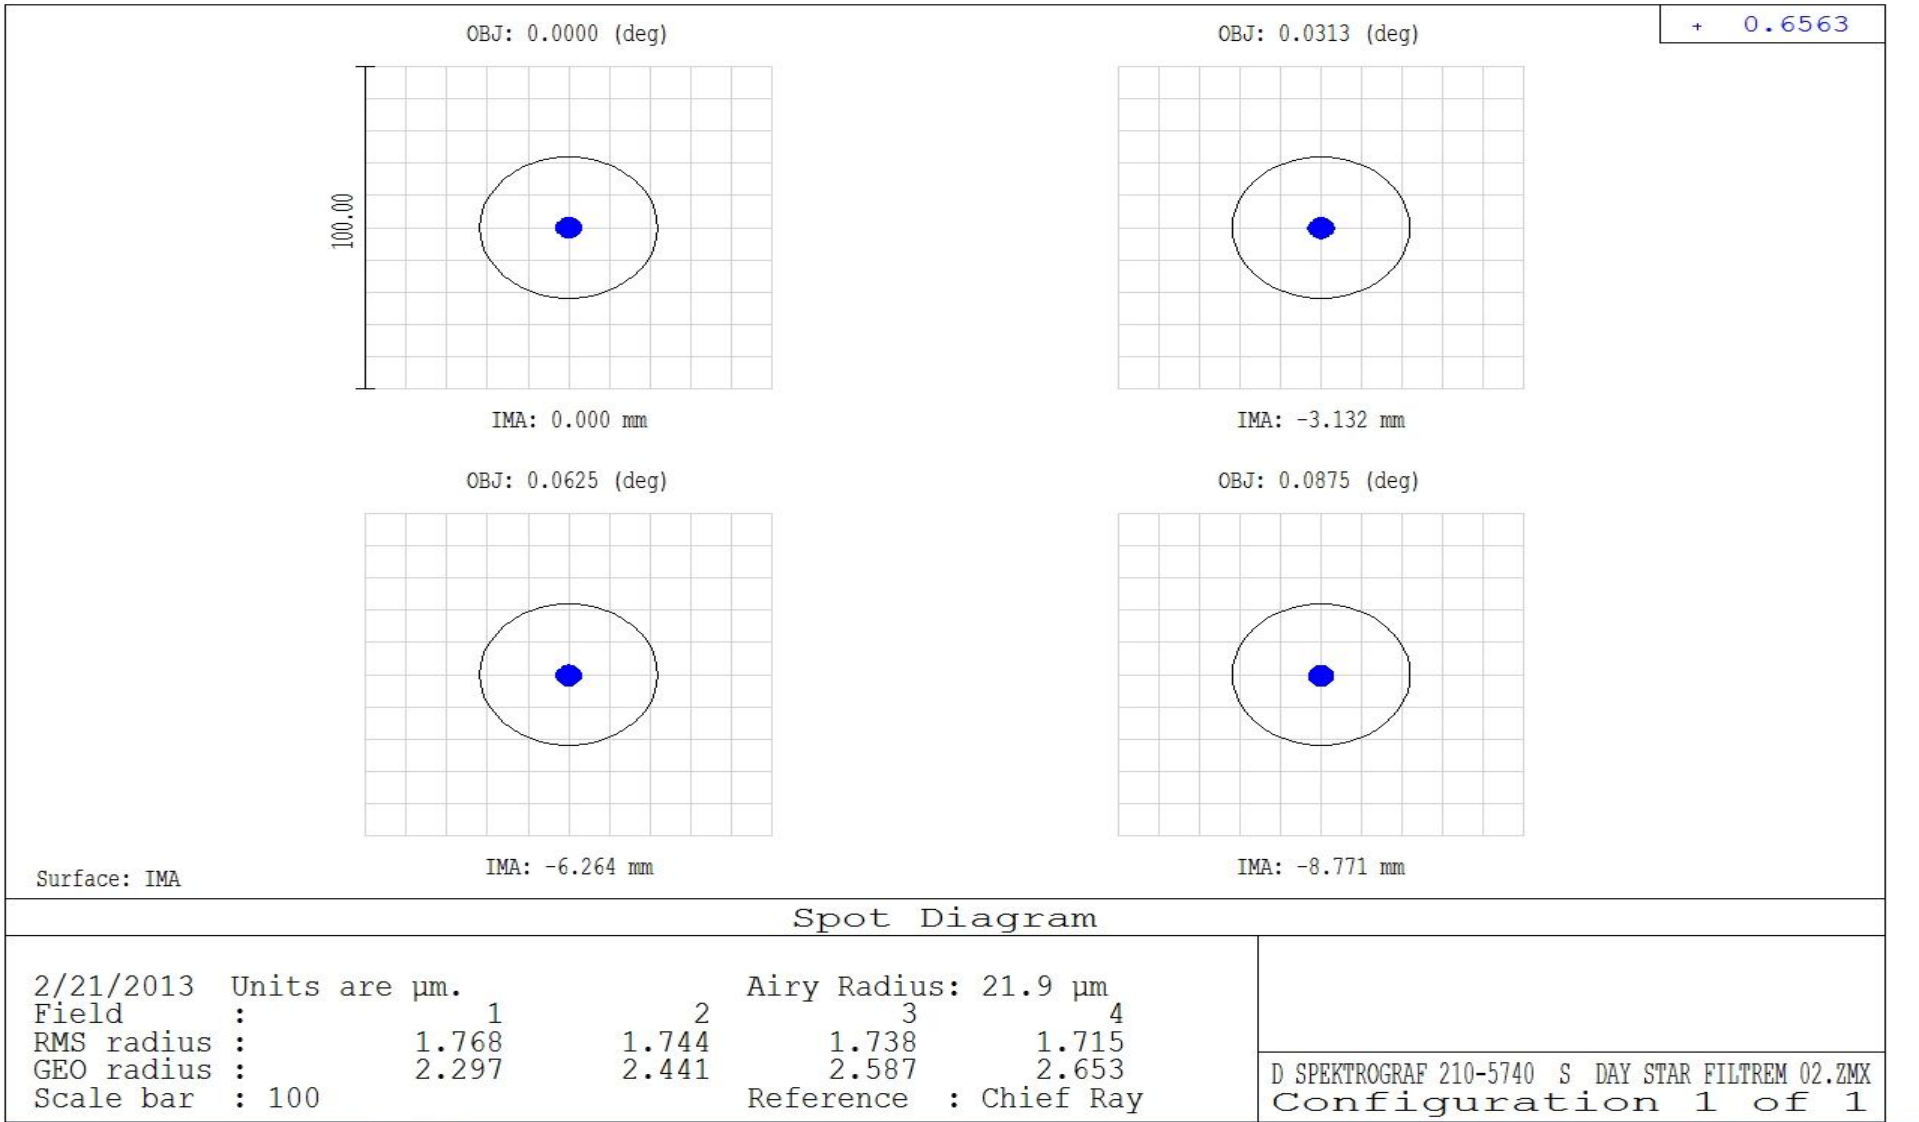 + 0.6563
OBJ: 0.0000 (deg)
OBJ: 0.0313 (deg)
100.00
IMA: 0.000 mm
IMA: -3.132 mm
OBJ: 0.0625 (deg)
OBJ: 0.0875 (deg)
IMA: -6.264 mm
IMA: -8.771 mm
Surface: IMA
Spot Diagram
2/21/2013 Units are µm. Airy Radius: 21.9 µm
Field : 1 2 3 4
RMS radius : 1.768 1.744 1.738 1.715
GEO radius : 2.297 2.441 2.587 2.653
Scale bar : 100 Reference : Chief Ray
D SPEKTROGRAF 210-5740 S DAY STAR FILTREM 02.ZMX
Configuration 1 of 1